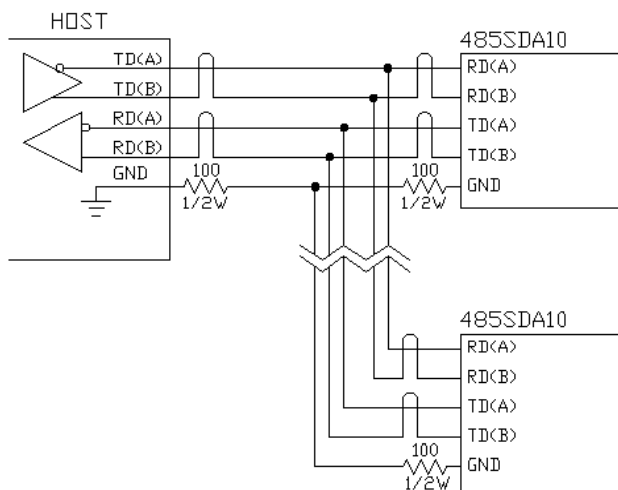 HOST
TD(A)
TD(B)
RD(A)
RD(B)
GND
100
1/2W
100
1/2W
485SDA10
RD(A)
RD(B)
TD(A)
TD(B)
GND
485SDA10
RD(A)
RD(B)
TD(A)
TD(B)
GND
100
1/2W